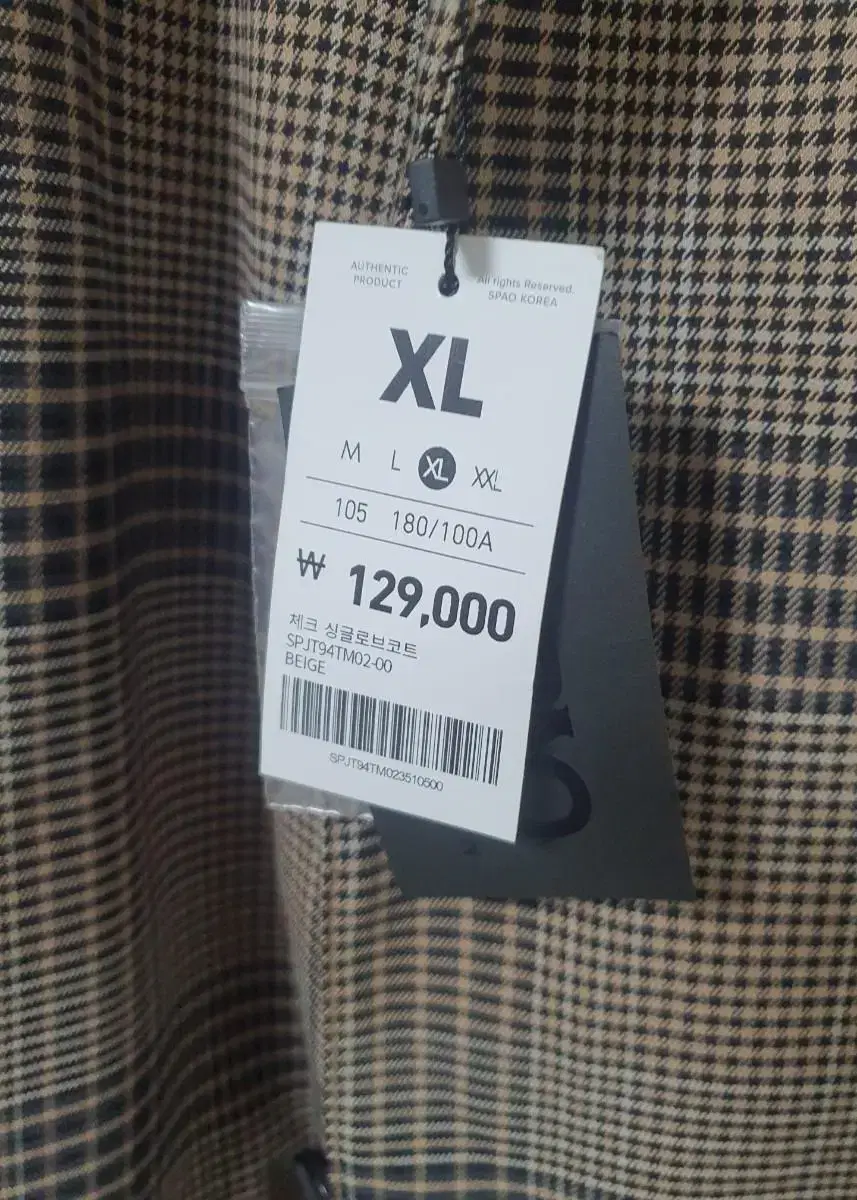 AUTHENTIC
PRODUCT
All rights Reserved.
SPAO KOREA
XL
M L XL XXL
105 180/100A
₩ 129,000
체크 싱글로브코트
SPJT94TM02-00
BEIGE
SPJT94TM023510500